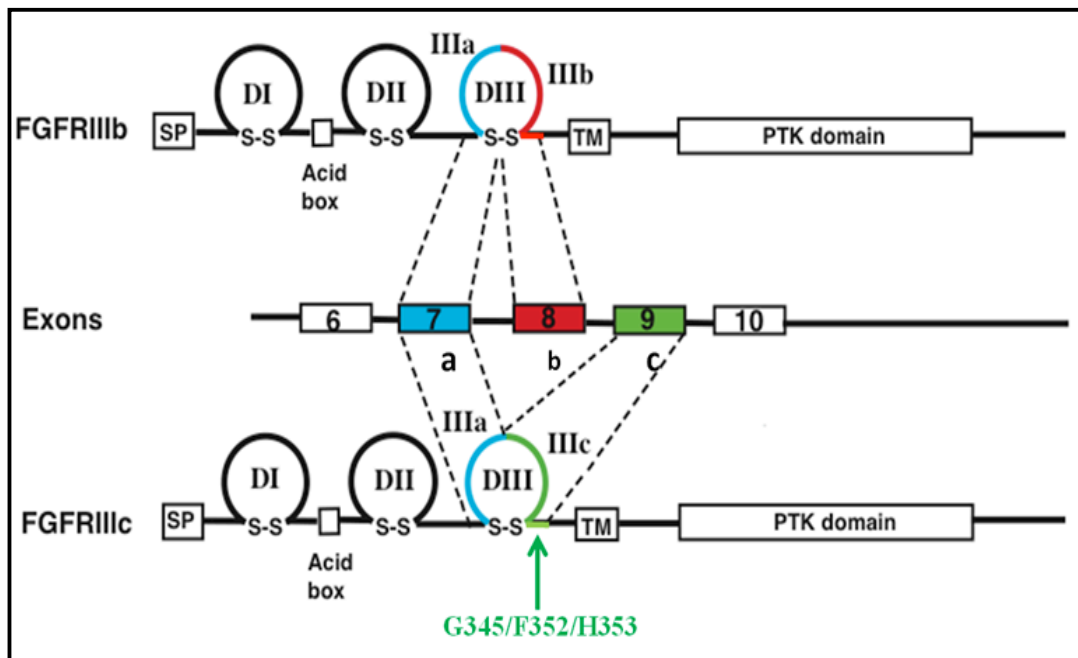 IIIa
IIIb
DI
DII
DIII
FGFRIIIb
SP
S-S
S-S
S-S
TM
PTK domain
Acid
box
Exons
6
7
8
9
10
a
b
c
IIIa
IIIc
DI
DII
DIII
FGFRIIIc
SP
S-S
S-S
S-S
TM
PTK domain
Acid
box
G345/F352/H353